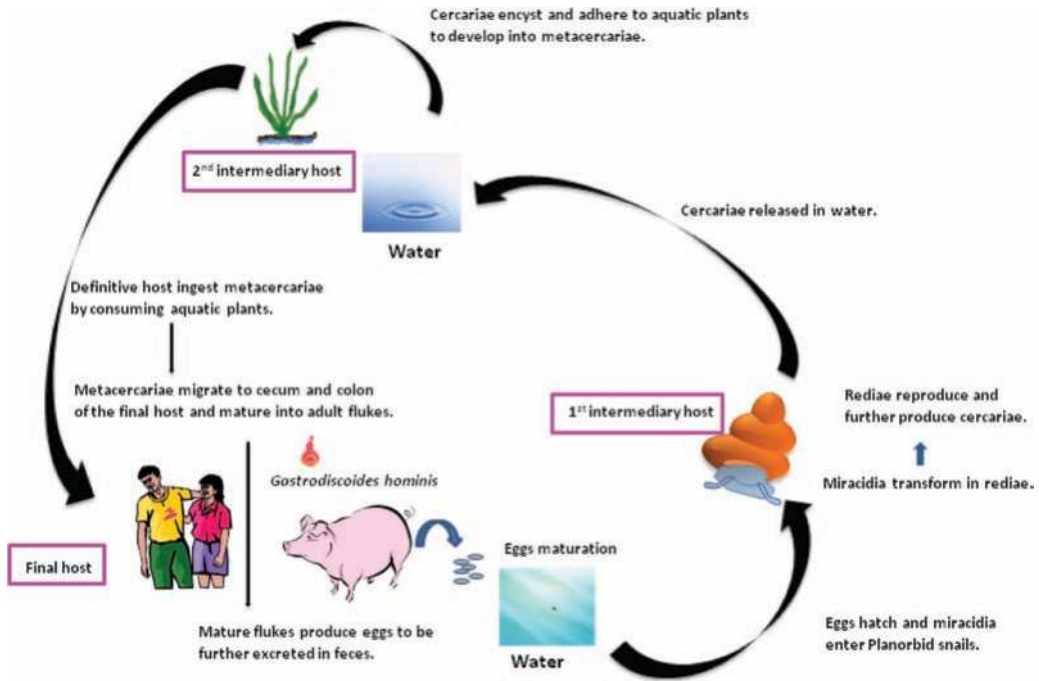 Cercariae encyst and adhere to aquatic plants
to develop into metacercariae.
2nd intermediary host
Water
Cercariae released in water.
Definitive host ingest metacercariae
by consuming aquatic plants.
Metacercariae migrate to cecum and colon
of the final host and mature into adult flukes.
Gastrodiscoides hominis
Final host
Mature flukes produce eggs to be
further excreted in feces.
Eggs maturation
Water
1st intermediary host
Rediae reproduce and
further produce cercariae.
Miracidia transform in rediae.
Eggs hatch and miracidia
enter Planorbid snails.